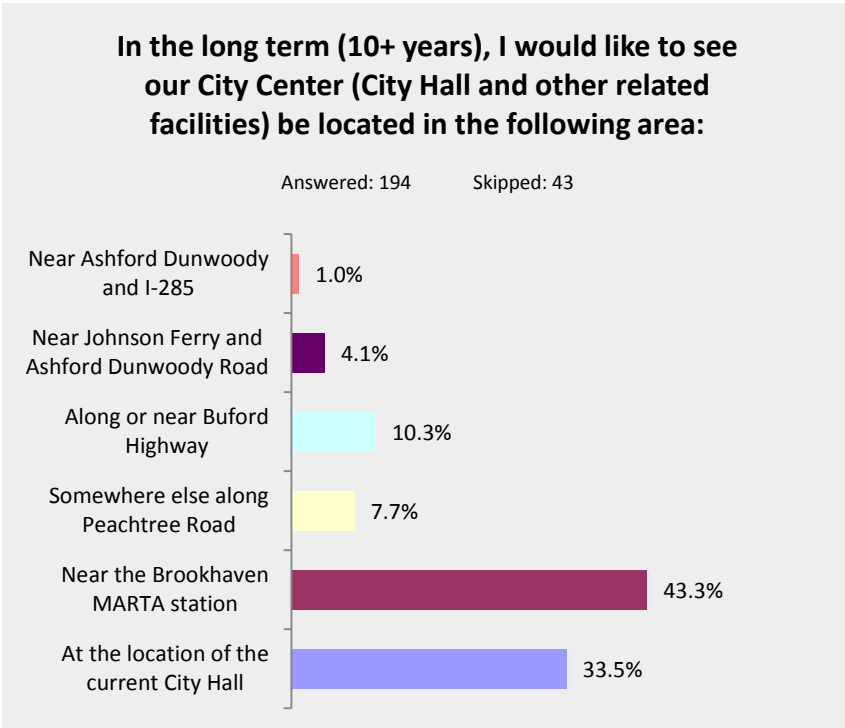 In the long term (10+ years), I would like to see
our City Center (City Hall and other related
facilities) be located in the following area:
Answered: 194 Skipped: 43
Near Ashford Dunwoody
and I-285
1.0%
Near Johnson Ferry and
Ashford Dunwoody Road
4.1%
Along or near Buford
Highway
10.3%
Somewhere else along
Peachtree Road
7.7%
Near the Brookhaven
MARTA station
43.3%
At the location of the
current City Hall
33.5%